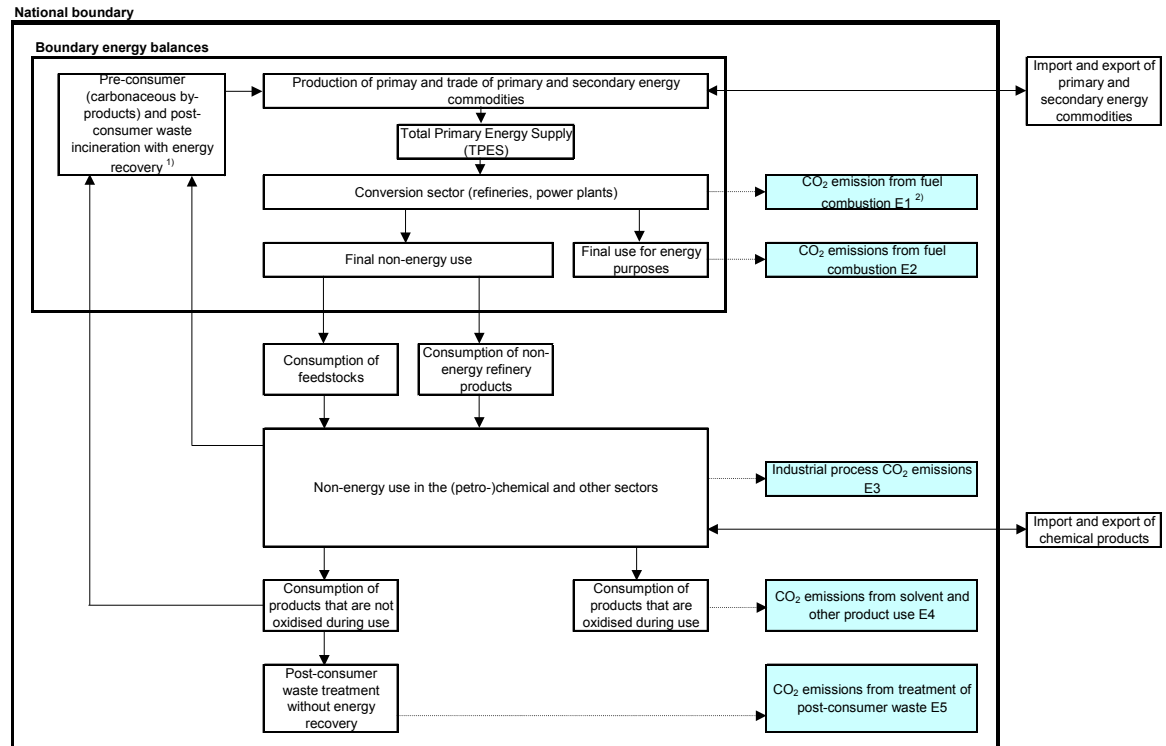 National boundary
Boundary energy balances
Pre-consumer
(carbonaceous by-
products) and post-
consumer waste
incineration with energy
recovery 1)
Production of primay and trade of primary and secondary energy
commodities
Import and export of
primary and
secondary energy
commodities
Total Primary Energy Supply
(TPES)
Conversion sector (refineries, power plants)
CO2 emission from fuel
combustion E1 2)
Final non-energy use
Final use for energy
purposes
CO2 emissions from fuel
combustion E2
Consumption of
feedstocks
Consumption of non-
energy refinery
products
Non-energy use in the (petro-)chemical and other sectors
Industrial process CO2 emissions
E3
Import and export of
chemical products
Consumption of
products that are not
oxidised during use
Consumption of
products that are
oxidised during use
CO2 emissions from solvent and
other product use E4
Post-consumer
waste treatment
without energy
recovery
CO2 emissions from treatment of
post-consumer waste E5